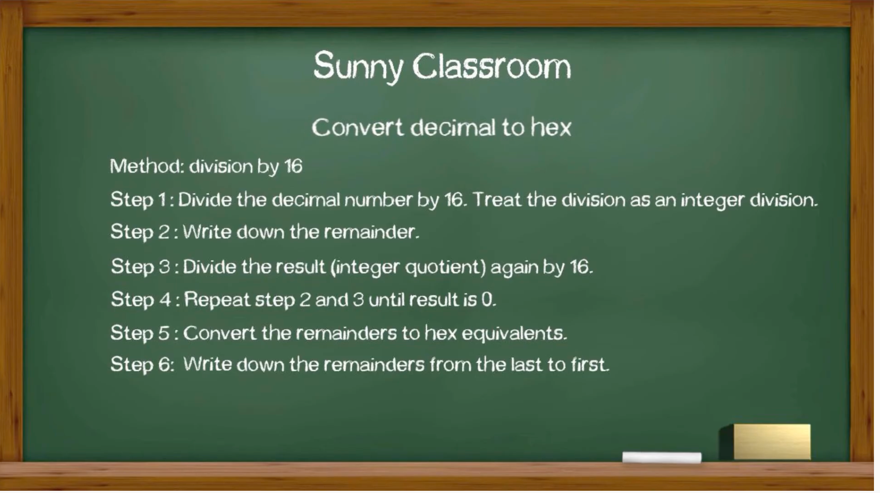 Sunny Classroom
Convert decimal to hex
Method: division by 16
Step 1 : Divide the decimal number by 16. Treat the division as an integer division.
Step 2 : Write down the remainder.
Step 3 : Divide the result (integer quotient) again by 16.
Step 4 : Repeat step 2 and 3 until result is 0.
Step 5 : Convert the remainders to hex equivalents.
Step 6: Write down the remainders from the last to first.